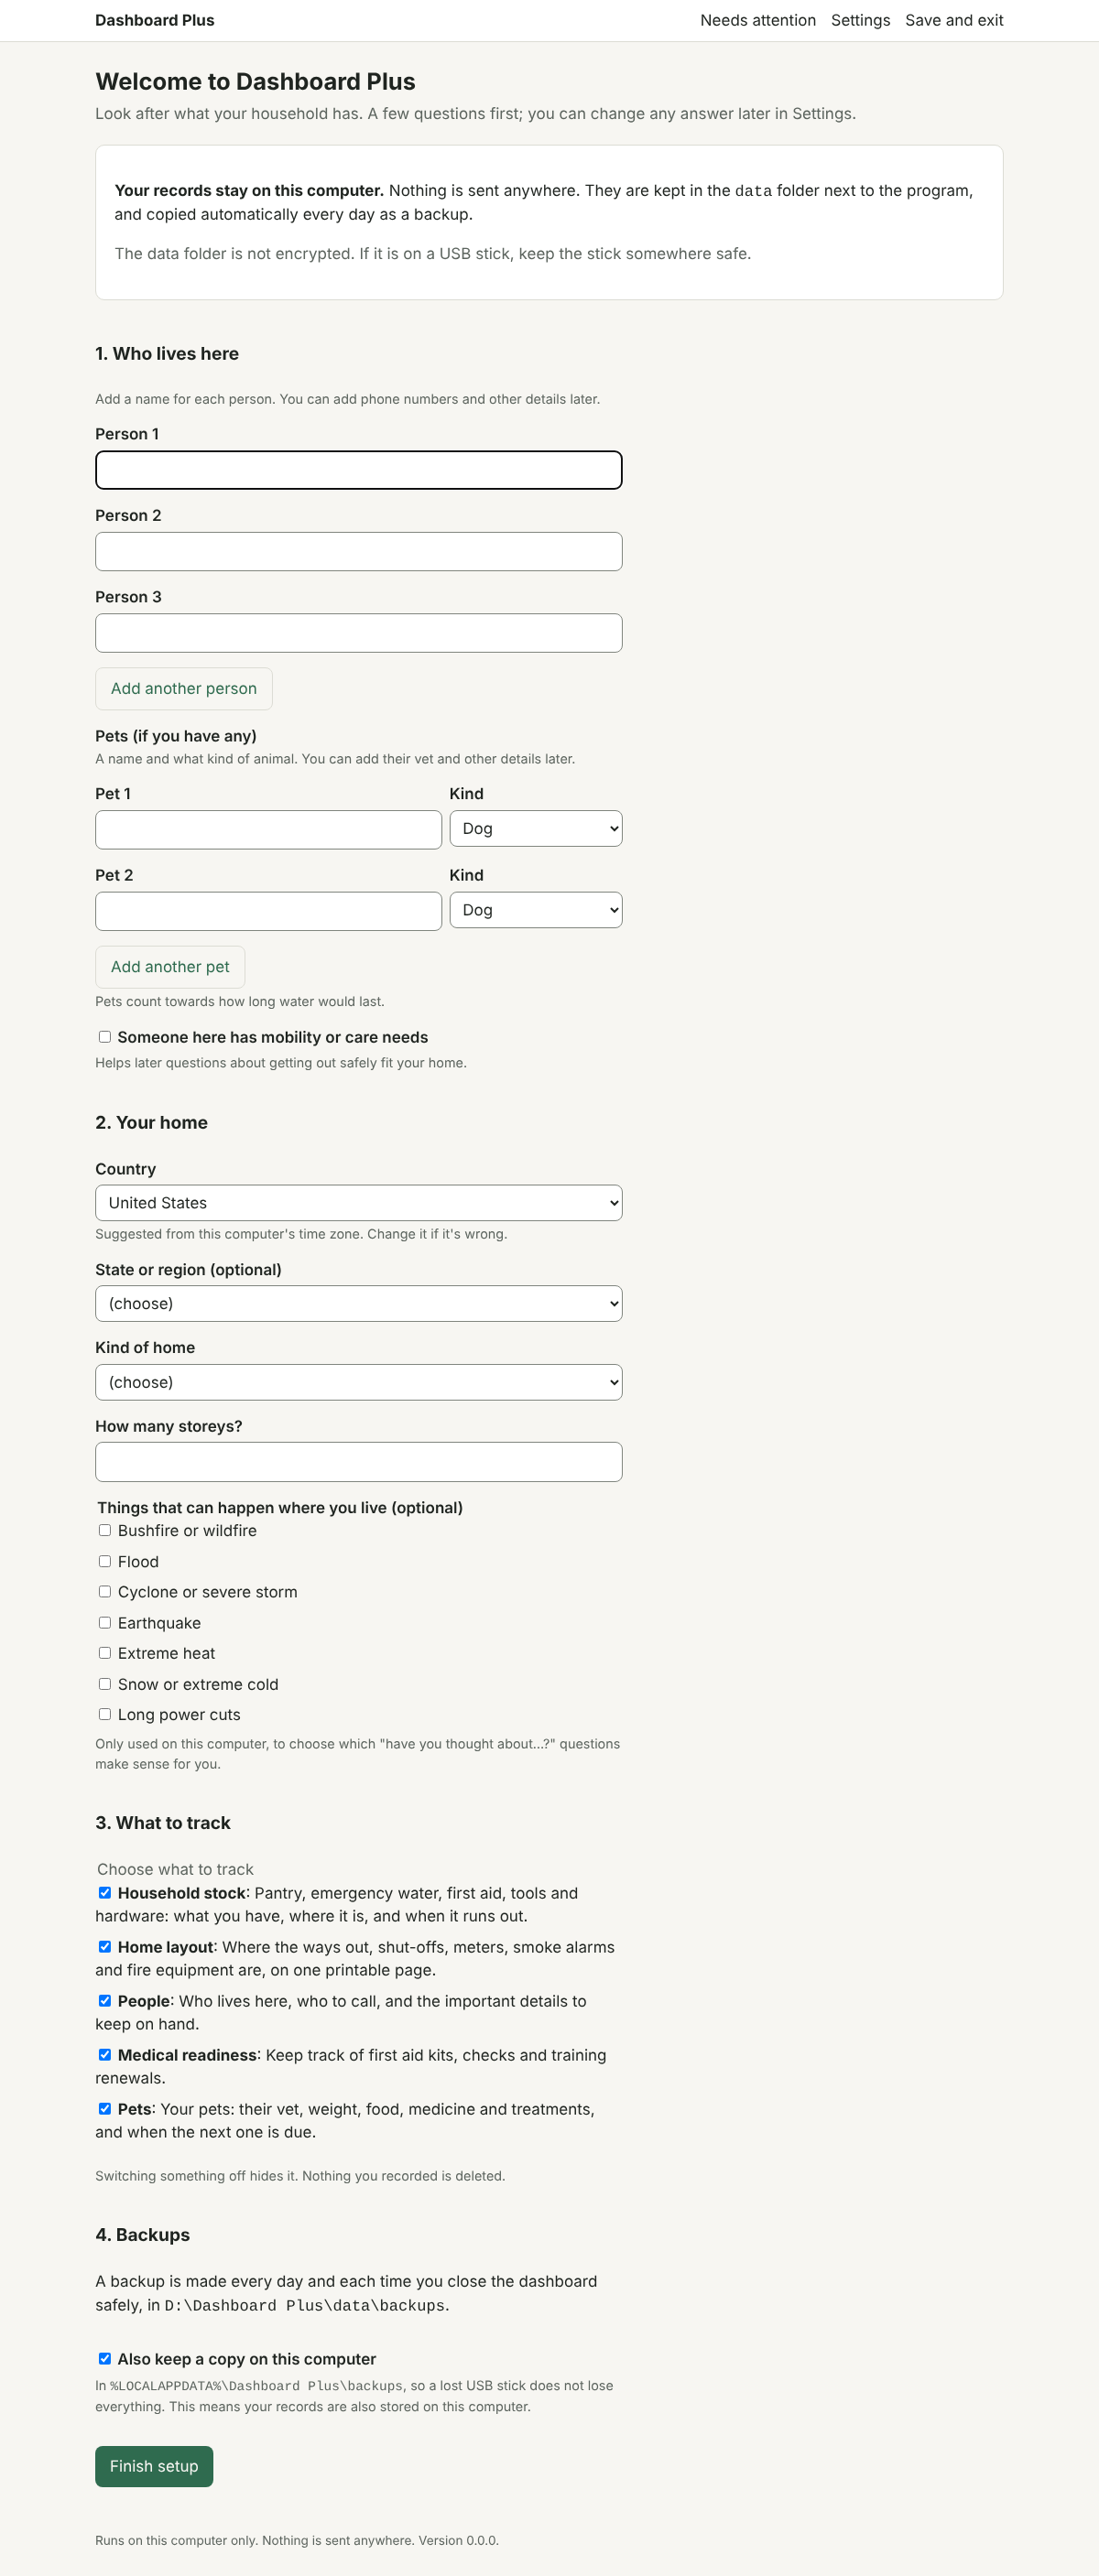 Dashboard Plus
Needs attention Settings Save and exit
Welcome to Dashboard Plus
Look after what your household has. A few questions first; you can change any answer later in Settings.
Your records stay on this computer. Nothing is sent anywhere. They are kept in the data folder next to the program,
and copied automatically every day as a backup.
The data folder is not encrypted. If it is on a USB stick, keep the stick somewhere safe.
1. Who lives here
Add a name for each person. You can add phone numbers and other details later.
Person 1
Person 2
Person 3
Add another person
Pets (if you have any)
A name and what kind of animal. You can add their vet and other details later.
Pet 1 Kind
Dog
Pet 2 Kind
Dog
Add another pet
Pets count towards how long water would last.
Someone here has mobility or care needs
Helps later questions about getting out safely fit your home.
2. Your home
Country
United States
Suggested from this computer's time zone. Change it if it's wrong.
State or region (optional)
(choose)
Kind of home
(choose)
How many storeys?
Things that can happen where you live (optional)
Bushfire or wildfire
Flood
Cyclone or severe storm
Earthquake
Extreme heat
Snow or extreme cold
Long power cuts
Only used on this computer, to choose which "have you thought about...?" questions
make sense for you.
3. What to track
Choose what to track
Household stock: Pantry, emergency water, first aid, tools and
hardware: what you have, where it is, and when it runs out.
Home layout: Where the ways out, shut-offs, meters, smoke alarms
and fire equipment are, on one printable page.
People: Who lives here, who to call, and the important details to
keep on hand.
Medical readiness: Keep track of first aid kits, checks and training
renewals.
Pets: Your pets: their vet, weight, food, medicine and treatments,
and when the next one is due.
Switching something off hides it. Nothing you recorded is deleted.
4. Backups
A backup is made every day and each time you close the dashboard
safely, in D:\Dashboard Plus\data\backups.
Also keep a copy on this computer
In %LOCALAPPDATA%\Dashboard Plus\backups, so a lost USB stick does not lose
everything. This means your records are also stored on this computer.
Finish setup
Runs on this computer only. Nothing is sent anywhere. Version 0.0.0.